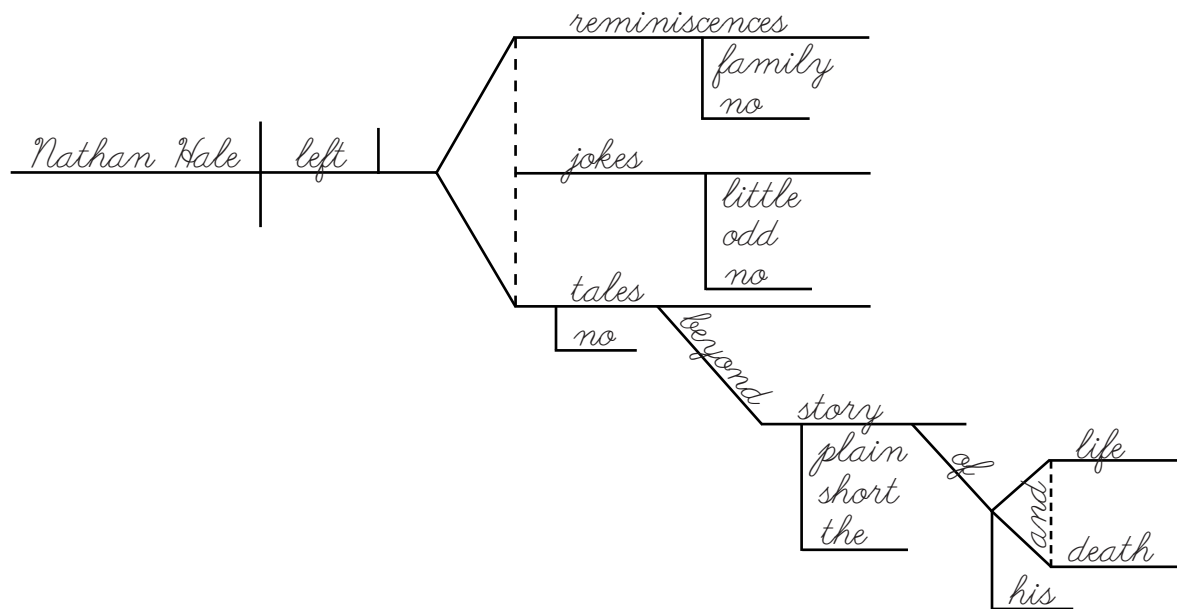 reminiscences
family
no
Nathan Hale left
jokes
little
odd
no
tales
no
beyond
story
plain
short
the
of
life
and
death
his